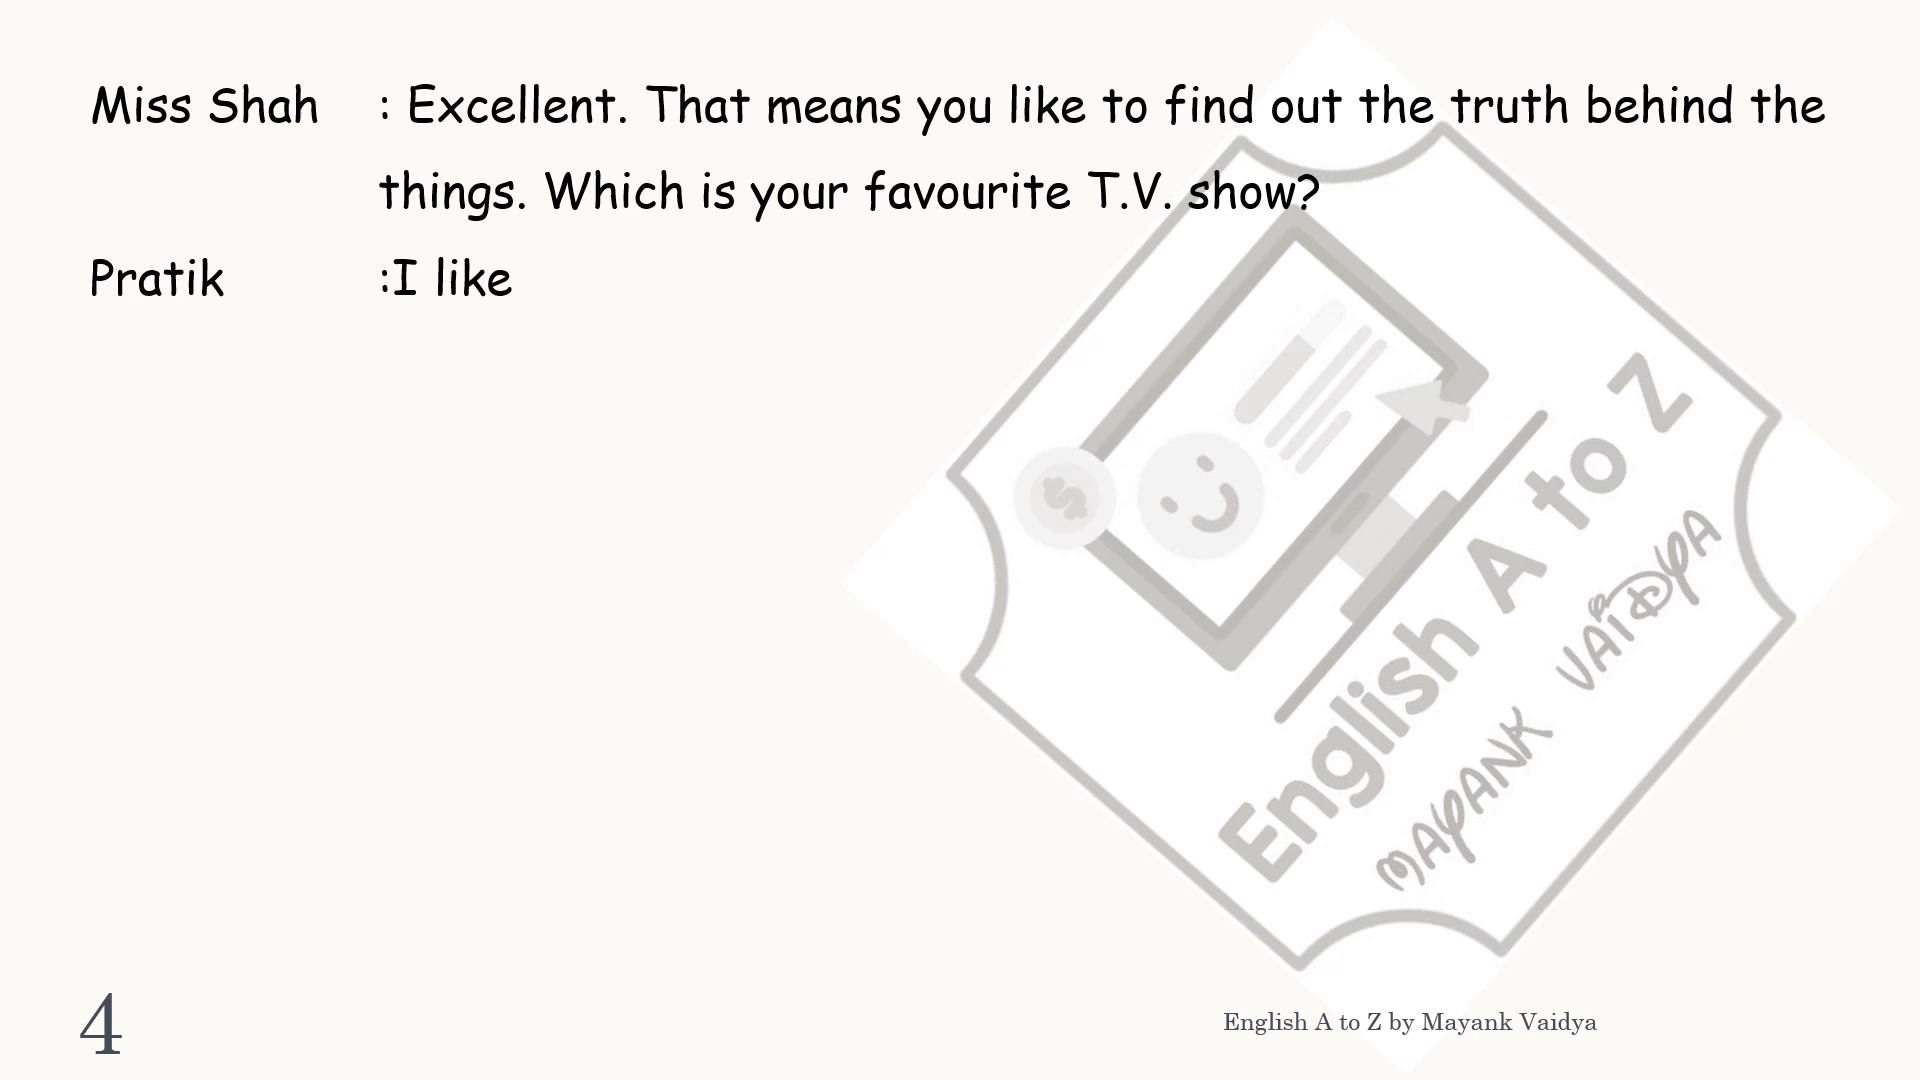 Miss Shah : Excellent. That means you like to find out the truth behind the
things. Which is your favourite T.V. show?
Pratik :I like
$
English A to Z
MAYANK VAIDYA
4
English A to Z by Mayank Vaidya